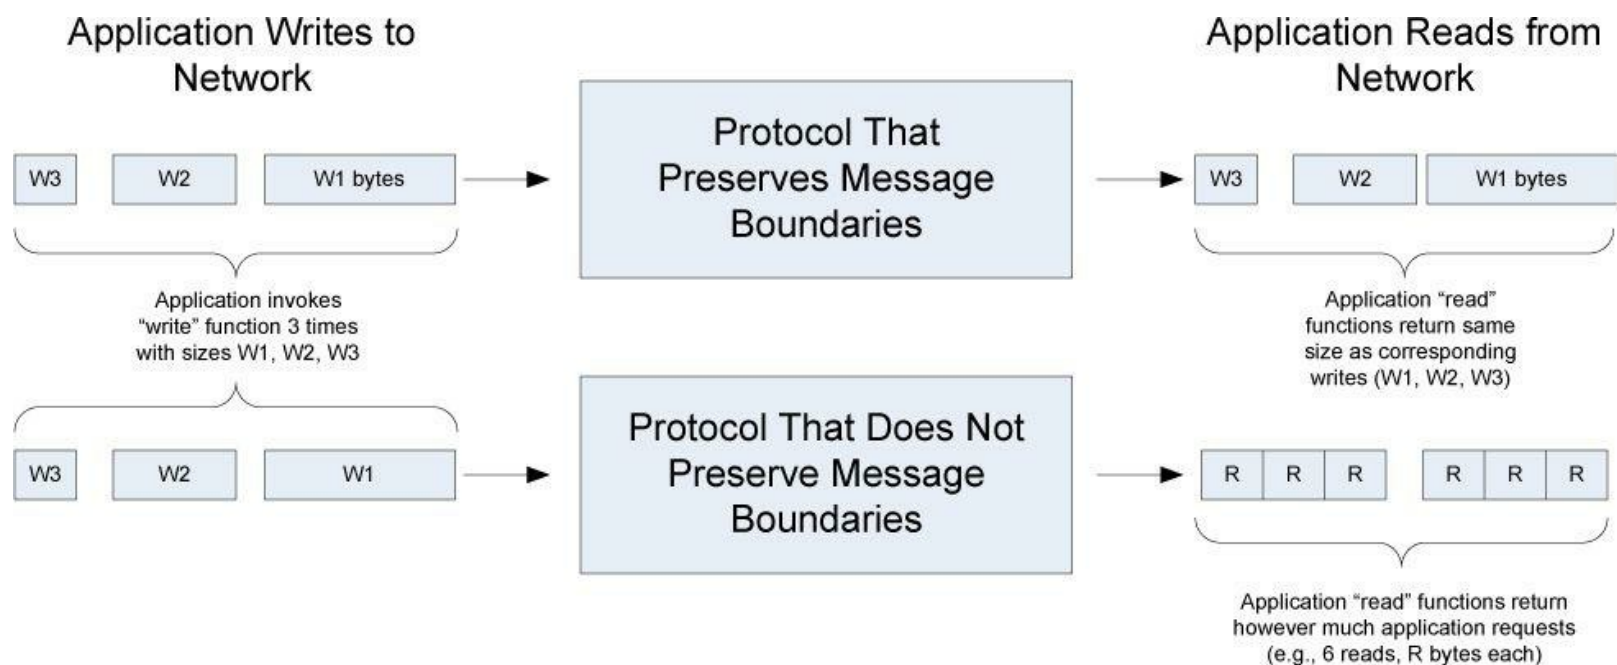 Application Writes to
Network
Application Reads from
Network
W3
W2
W1 bytes
Protocol That
Preserves Message
Boundaries
W3
W2
W1 bytes
Application invokes
“write” function 3 times
with sizes W1, W2, W3
Application “read”
functions return same
size as corresponding
writes (W1, W2, W3)
W3
W2
W1
Protocol That Does Not
Preserve Message
Boundaries
R
R
R
R
R
R
Application “read” functions return
however much application requests
(e.g., 6 reads, R bytes each)